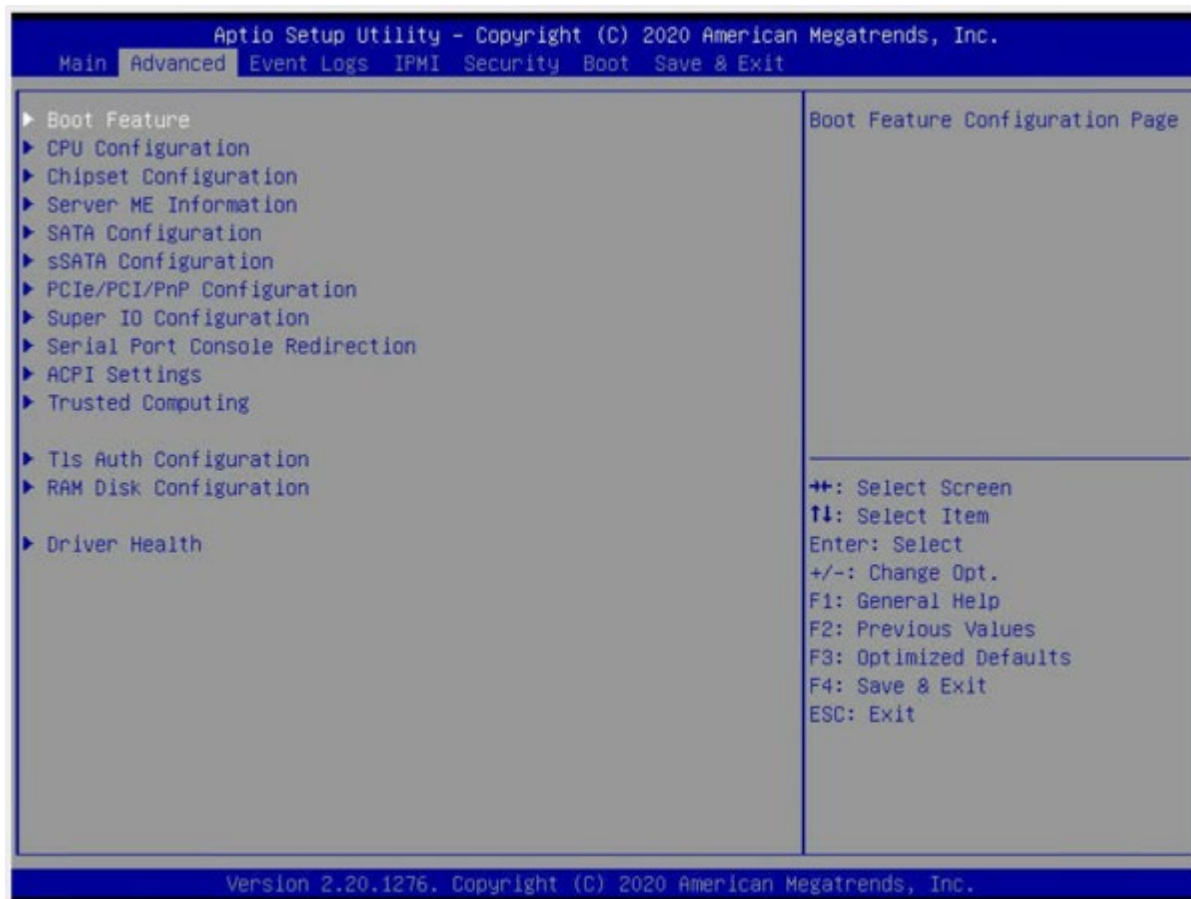 Aptio Setup Utility - Copyright (C) 2020 American Megatrends, Inc.
Main Advanced Event Logs IPMI Security Boot Save & Exit
▶ Boot Feature
▶ CPU Configuration
▶ Chipset Configuration
▶ Server ME Information
▶ SATA Configuration
▶ sSATA Configuration
▶ PCIe/PCI/PnP Configuration
▶ Super IO Configuration
▶ Serial Port Console Redirection
▶ ACPI Settings
▶ Trusted Computing
▶ Tls Auth Configuration
▶ RAM Disk Configuration
▶ Driver Health
Boot Feature Configuration Page
→←: Select Screen
↑↓: Select Item
Enter: Select
+/-: Change Opt.
F1: General Help
F2: Previous Values
F3: Optimized Defaults
F4: Save & Exit
ESC: Exit
Version 2.20.1276. Copyright (C) 2020 American Megatrends, Inc.